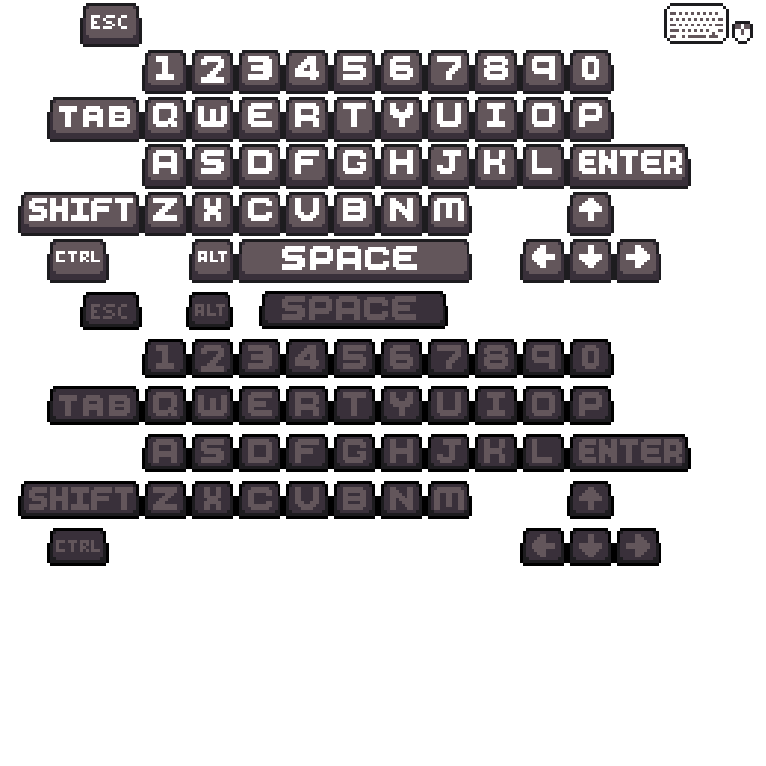 ESC
1 2 3 4 5 6 7 8 9 0
TAB Q W E R T Y U I O P
A S D F G H J K L ENTER
SHIFT Z X C V B N M ↑
CTRL ALT SPACE ← ↓ →
ESC ALT SPACE
1 2 3 4 5 6 7 8 9 0
TAB Q W E R T Y U I O P
A S D F G H J K L ENTER
SHIFT Z X C V B N M ↑
CTRL ← ↓ →